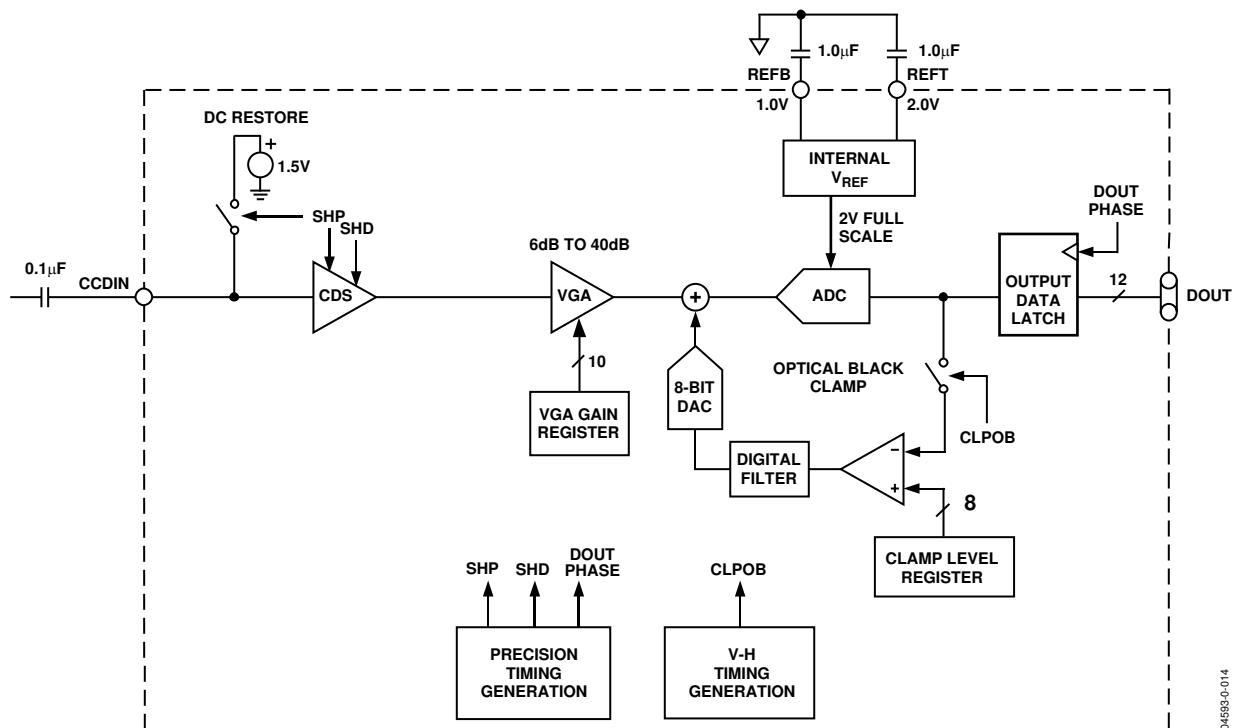 1.0μF
1.0μF
REFB
REFT
1.0V
2.0V
DC RESTORE
+
1.5V
INTERNAL
VREF
2V FULL
SCALE
DOUT
PHASE
SHP
SHD
6dB TO 40dB
0.1μF
CCDIN
CDS
VGA
+
ADC
OUTPUT
DATA
LATCH
12
DOUT
10
VGA GAIN
REGISTER
8-BIT
DAC
OPTICAL BLACK
CLAMP
CLPOB
DIGITAL
FILTER
–
+
8
CLAMP LEVEL
REGISTER
SHP
SHD
DOUT
PHASE
CLPOB
PRECISION
TIMING
GENERATION
V-H
TIMING
GENERATION
04593-0-014